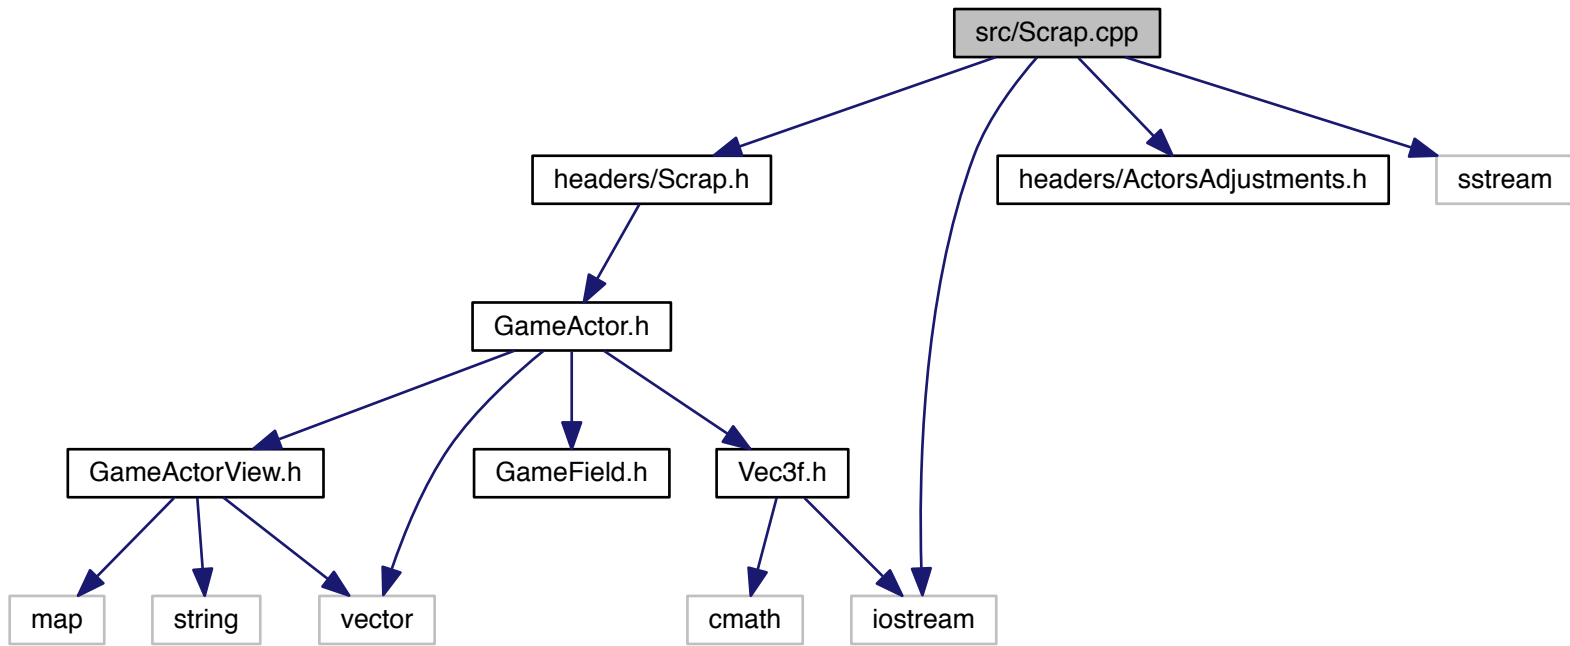 src/Scrap.cpp
headers/Scrap.h
headers/ActorsAdjustments.h
sstream
GameActor.h
GameActorView.h
GameField.h
Vec3f.h
map
string
vector
cmath
iostream